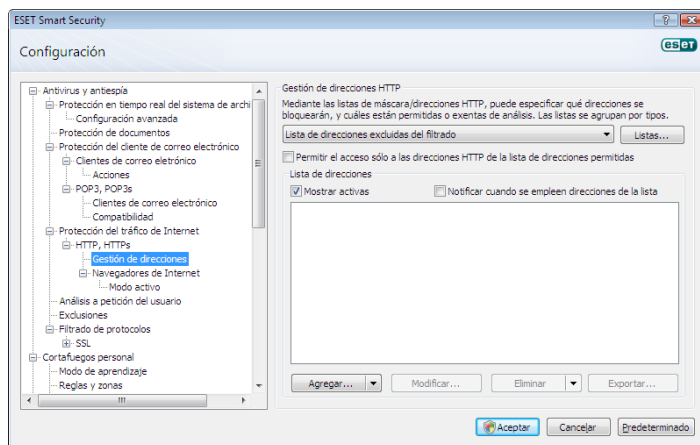 ESET Smart Security
Configuración
eseт
Antivirus y antiespía
Protección en tiempo real del sistema de archi
Configuración avanzada
Protección de documentos
Protección del cliente de correo electrónico
Clientes de correo eletrónico
Acciones
POP3, POP3s
Clientes de correo electrónico
Compatibilidad
Protección del tráfico de Internet
HTTP, HTTPs
Gestión de direcciones
Navegadores de Internet
Modo activo
Análisis a petición del usuario
Exclusiones
Filtrado de protocolos
SSL
Cortafuegos personal
Modo de aprendizaje
Reglas y zonas
Gestión de direcciones HTTP
Mediante las listas de máscara/direcciones HTTP, puede especificar qué direcciones se
bloquearán, y cuáles están permitidas o exentas de análisis. Las listas se agrupan por tipos.
Lista de direcciones excluidas del filtrado
Listas...
Permitir el acceso sólo a las direcciones HTTP de la lista de direcciones permitidas
Lista de direcciones
Mostrar activas
Notificar cuando se empleen direcciones de la lista
Agregar...
Modificar...
Eliminar
Exportar...
Aceptar
Cancelar
Predeterminado